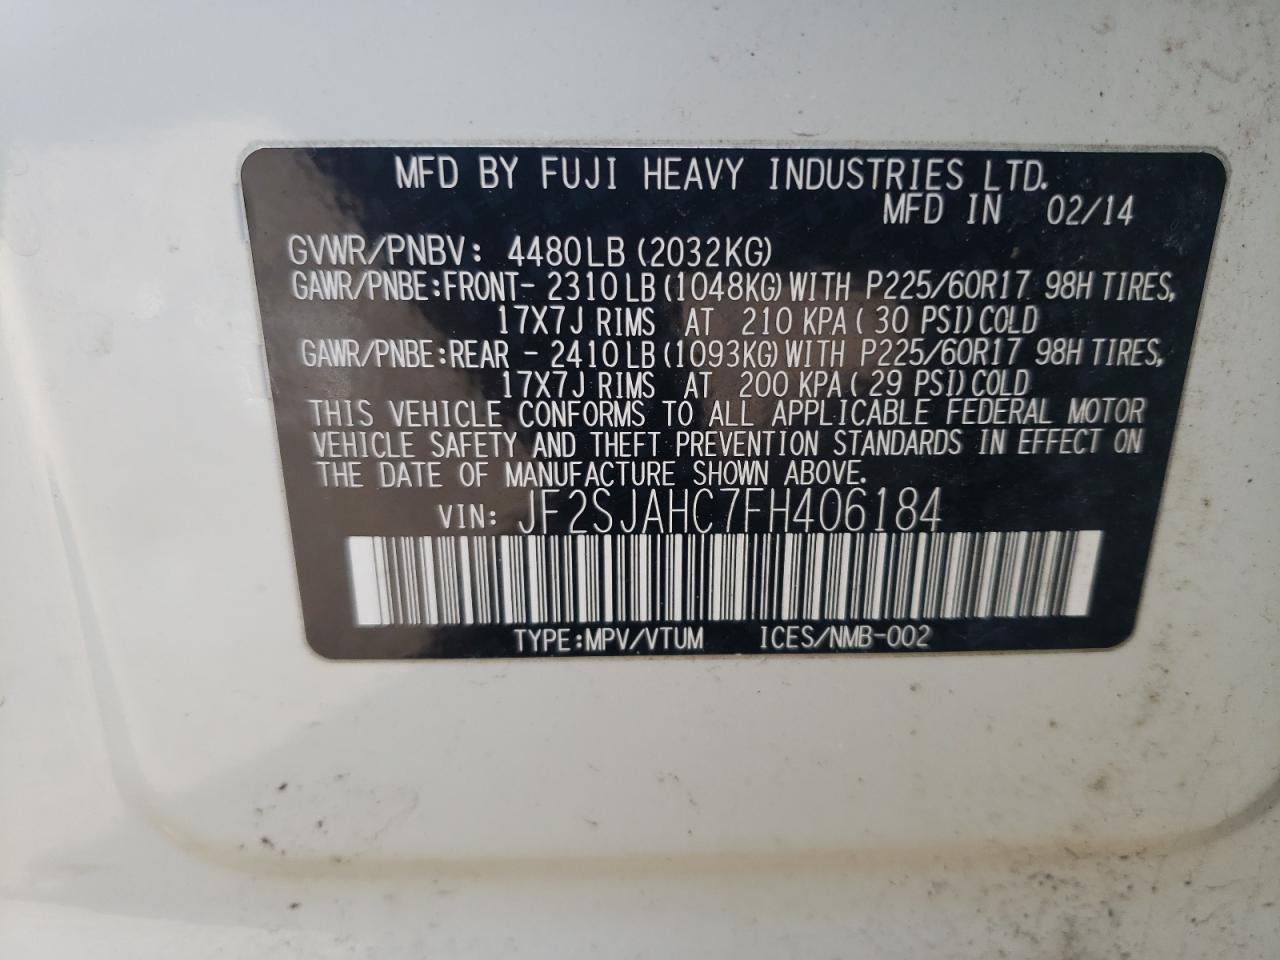 MFD BY FUJI HEAVY INDUSTRIES LTD.
MFD IN 02/14
GVWR/PNBV: 4480LB (2032KG)
GAWR/PNBE:FRONT- 2310 LB (1048KG) WITH P225/60R17 98H TIRES,
17X7J RIMS AT 210 KPA ( 30 PSI) COLD
GAWR/PNBE:REAR - 2410 LB (1093KG) WITH P225/60R17 98H TIRES,
17X7J RIMS AT 200 KPA ( 29 PSI) COLD
THIS VEHICLE CONFORMS TO ALL APPLICABLE FEDERAL MOTOR
VEHICLE SAFETY AND THEFT PREVENTION STANDARDS IN EFFECT ON
THE DATE OF MANUFACTURE SHOWN ABOVE.
VIN: JF2SJAHC7FH406184
TYPE:MPV/VTUM ICES/NMB-002